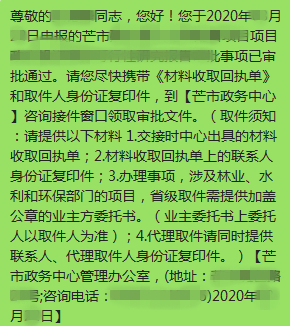 尊敬的 同志，您好！您于2020年 月
日申报的芒市 项目项目
批事项已审
批通过。请您尽快携带《材料收取回执单》
和取件人身份证复印件，到【芒市政务中心
】咨询接件窗口领取审批文件。（取件须知
：请提供以下材料 1.交接时中心出具的材料
收取回执单；2.材料收取回执单上的联系人
身份证复印件；3.办理事项，涉及林业、水
利和环保部门的项目，省级取件需提供加盖
公章的业主方委托书。（业主委托书上委托
人以取件人为准）；4.代理取件请同时提供
联系人、代理取件人身份证复印件。）【芒
市政务中心管理办公室，(地址：
号;咨询电话： )2020年
月 日】